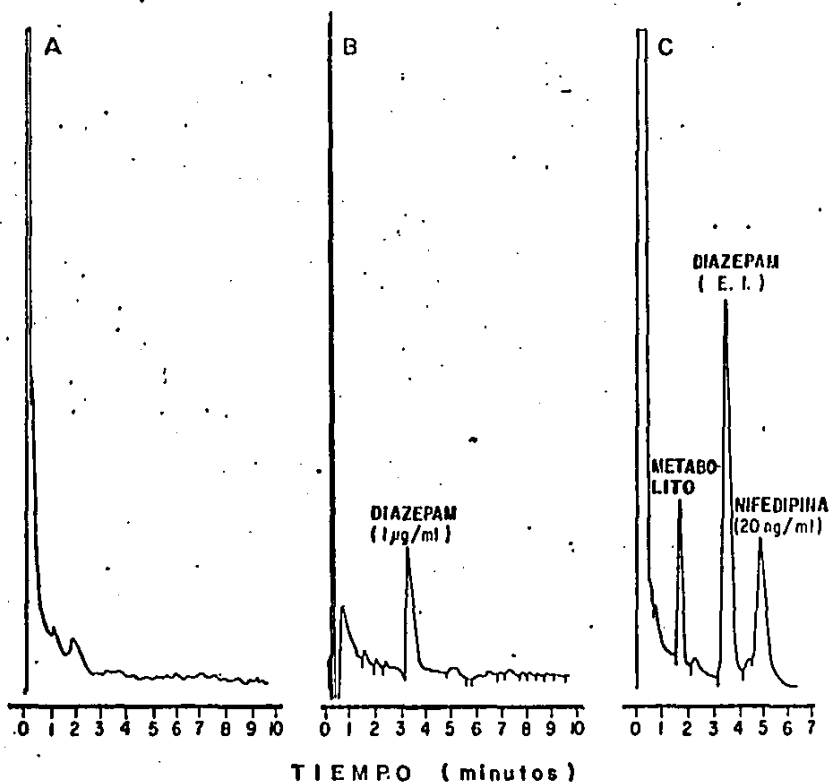 A
B
C
DIAZEPAM
( E. I. )
METABO-
LITO
NIFEDIPINA
(20 ng/ml)
DIAZEPAM
( 1 µg/ml )
0 1 2 3 4 5 6 7 8 9 10
0 1 2 3 4 5 6 7 8 9 10
0 1 2 3 4 5 6 7
TIEMPO (minutos)